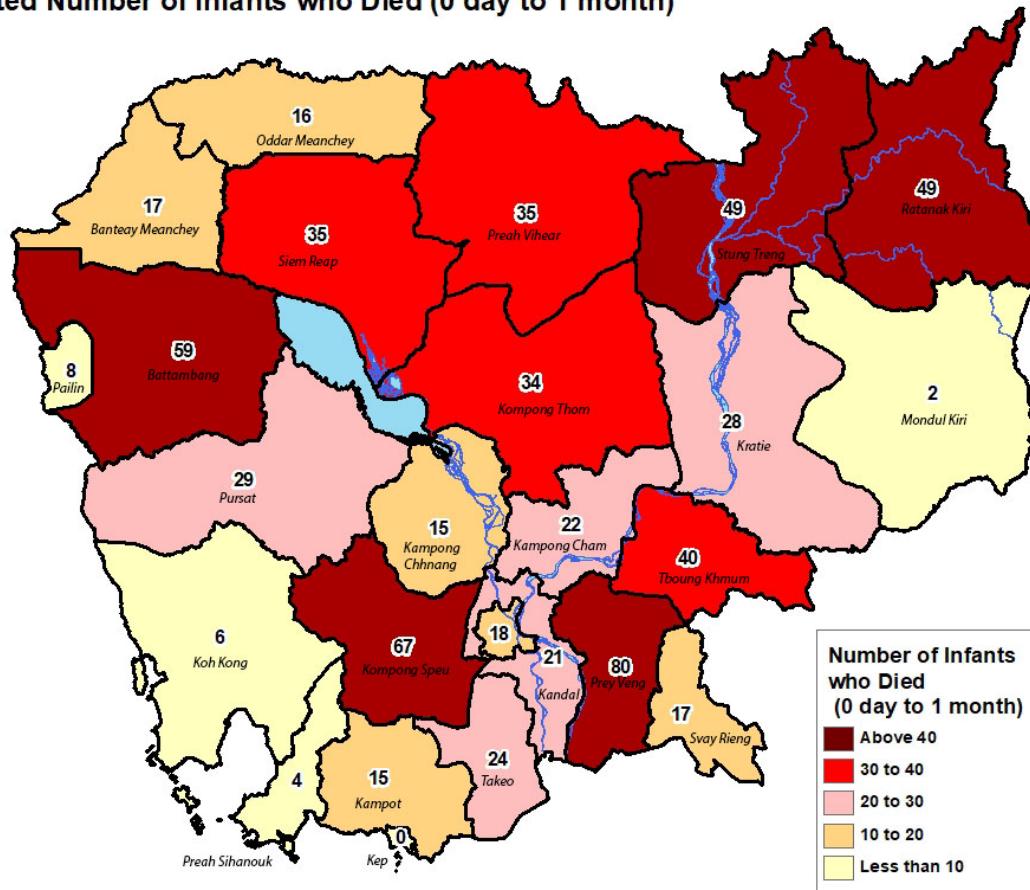 ted Number of Infants who Died (0 day to 1 month)
16
Oddar Meanchey
17
Banteay Meanchey
35
Siem Reap
35
Preah Vihear
49
Stung Treng
49
Ratanak Kiri
59
Battambang
8
Pailin
34
Kompong Thom
28
Kratie
2
Mondul Kiri
29
Pursat
15
Kampong
Chhnang
22
Kampong Cham
40
Tboung Khmum
6
Koh Kong
67
Kompong Speu
18
21
Kandal
80
Prey Veng
17
Svay Rieng
4
Preah Sihanouk
15
Kampot
24
Takeo
0
Kep
Number of Infants
who Died
(0 day to 1 month)
Above 40
30 to 40
20 to 30
10 to 20
Less than 10